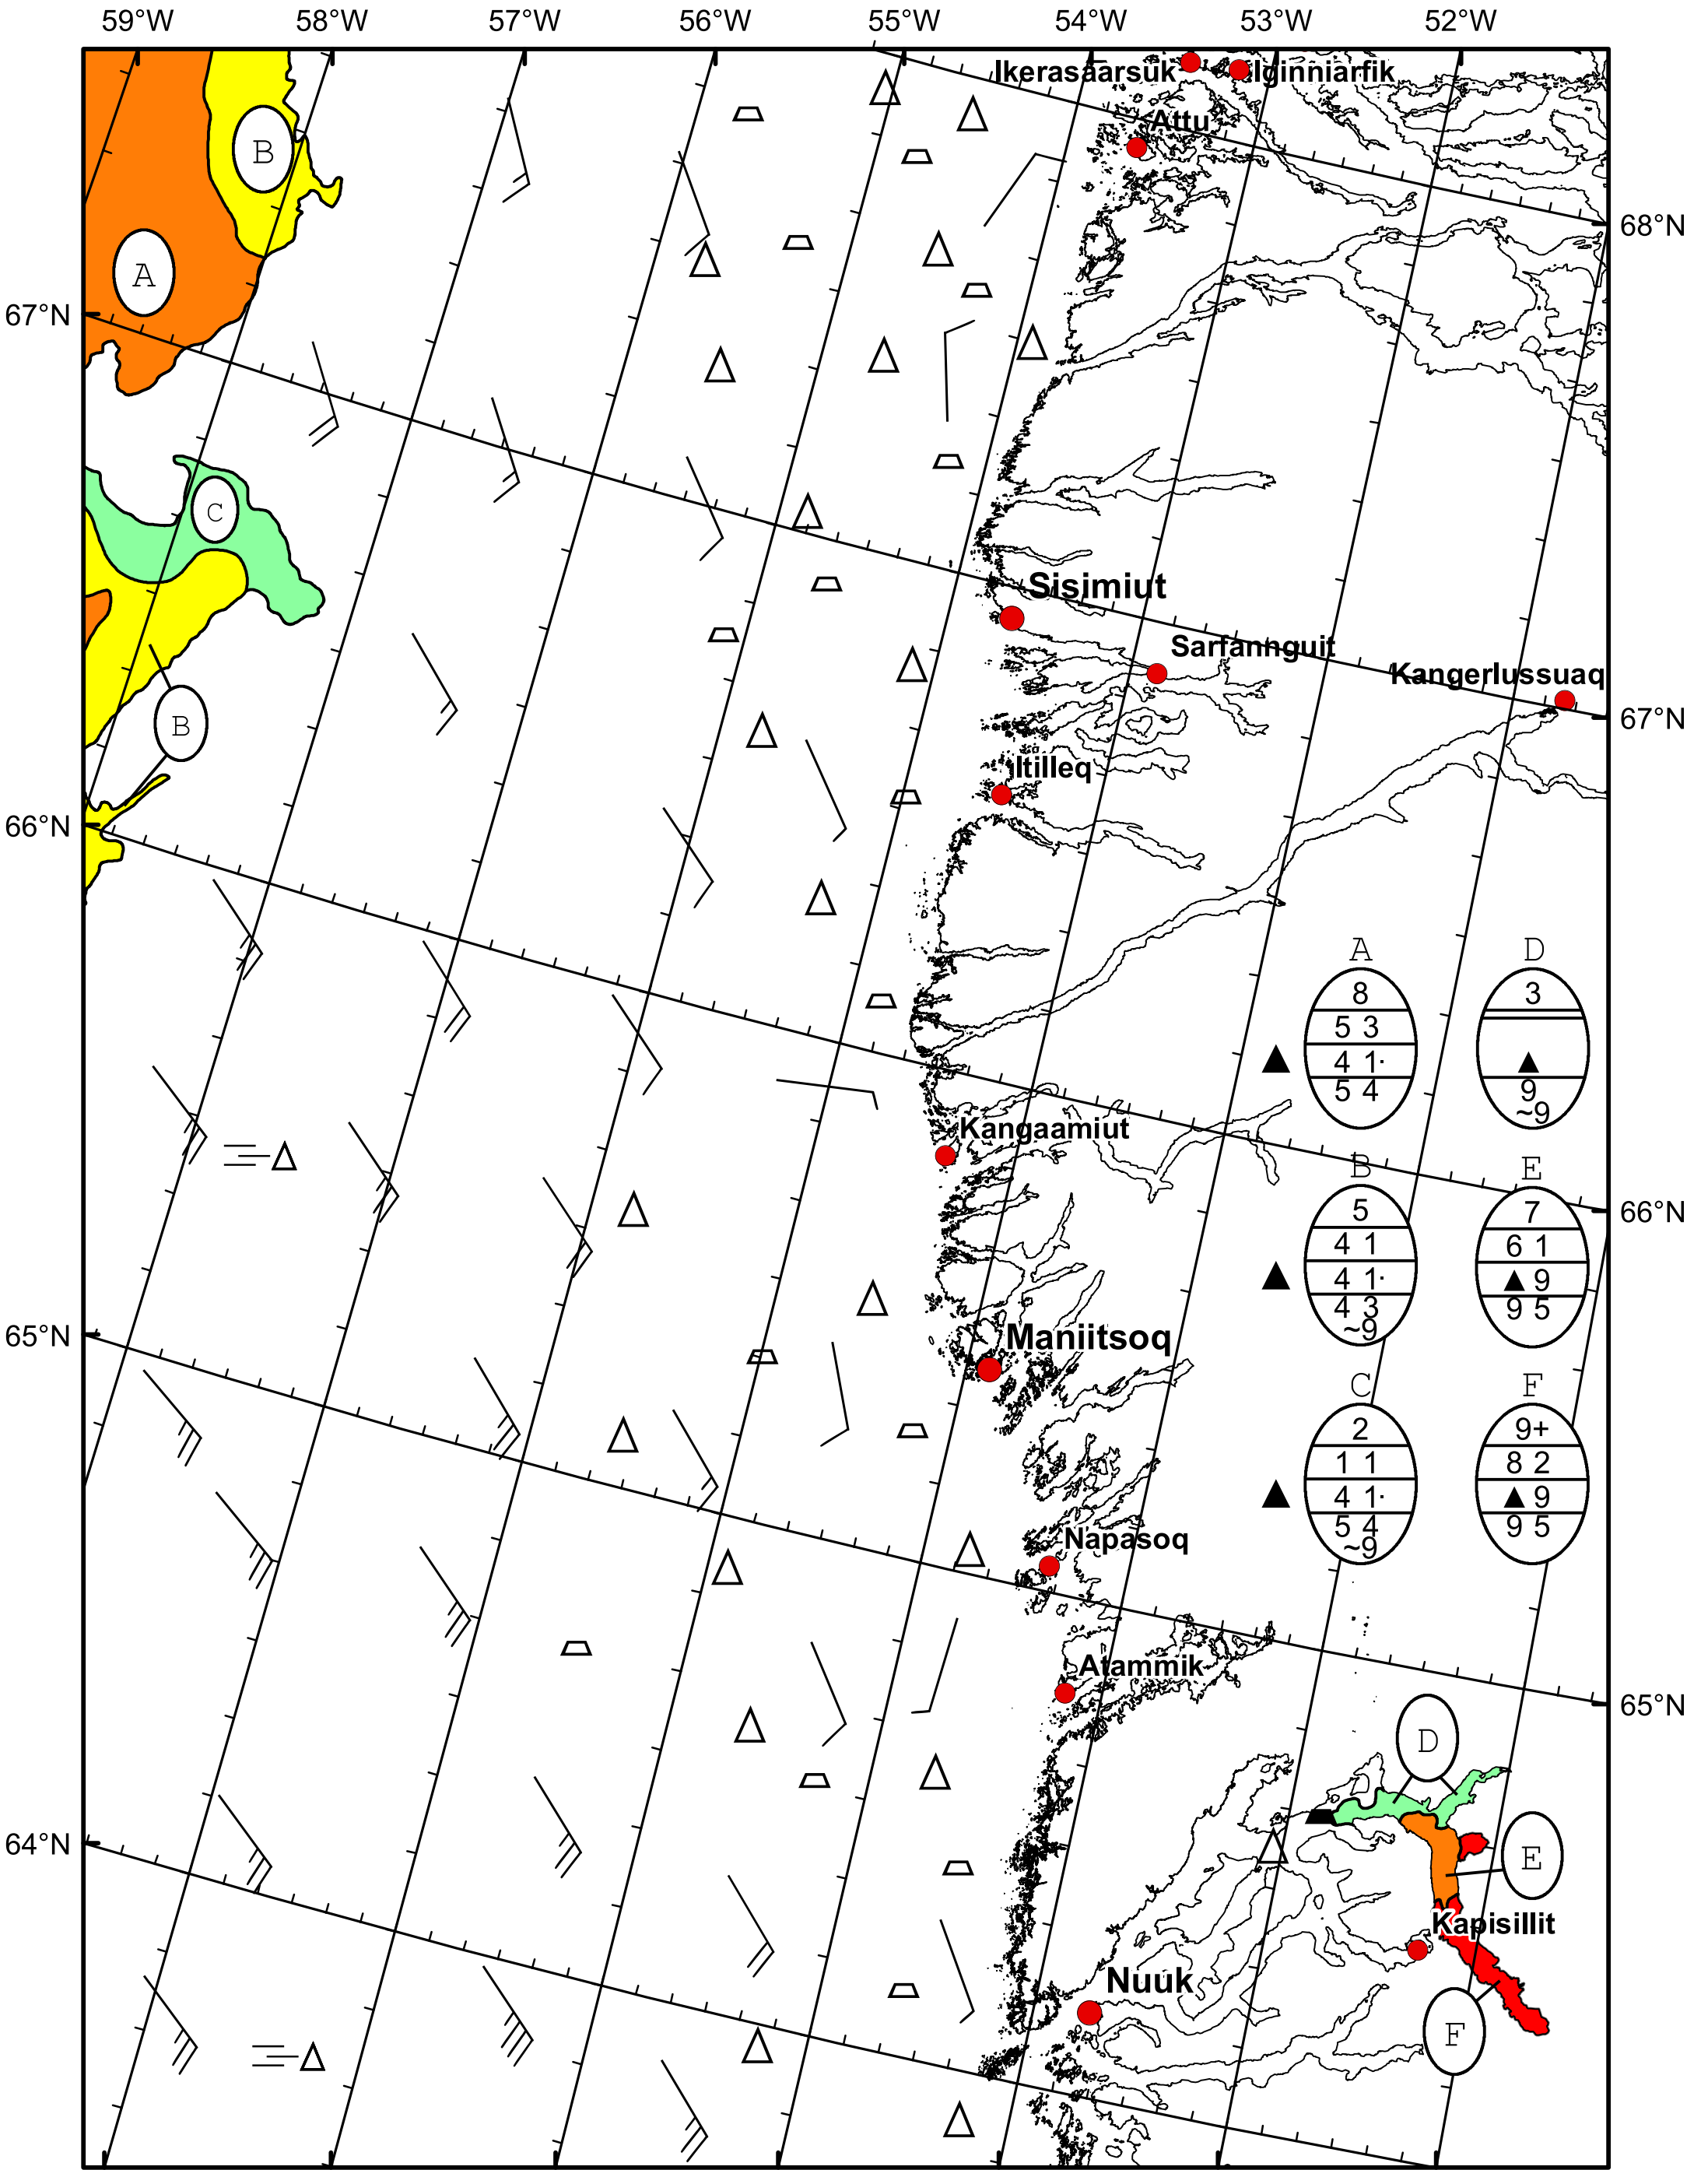 59°W 58°W 57°W 56°W 55°W 54°W 53°W 52°W
Ikerasaarsuk Iginniarfik
Attu
B
68°N
A
67°N
C
Sisimiut
Sarfannguit
Kangerlussuaq
67°N
B
Itilleq
66°N
A D
8 3
5 3
4 1·
5 4 9
~9
Kangaamiut
B E
66°N
5 7
4 1 6 1
4 1· 9
4 3 9 5
~9
65°N
Maniitsoq
C F
2 9+
1 1 8 2
4 1· 9
5 4 9 5
~9
Napasoq
Atammik
65°N
D
64°N
E
Kapisillit
Nuuk
F